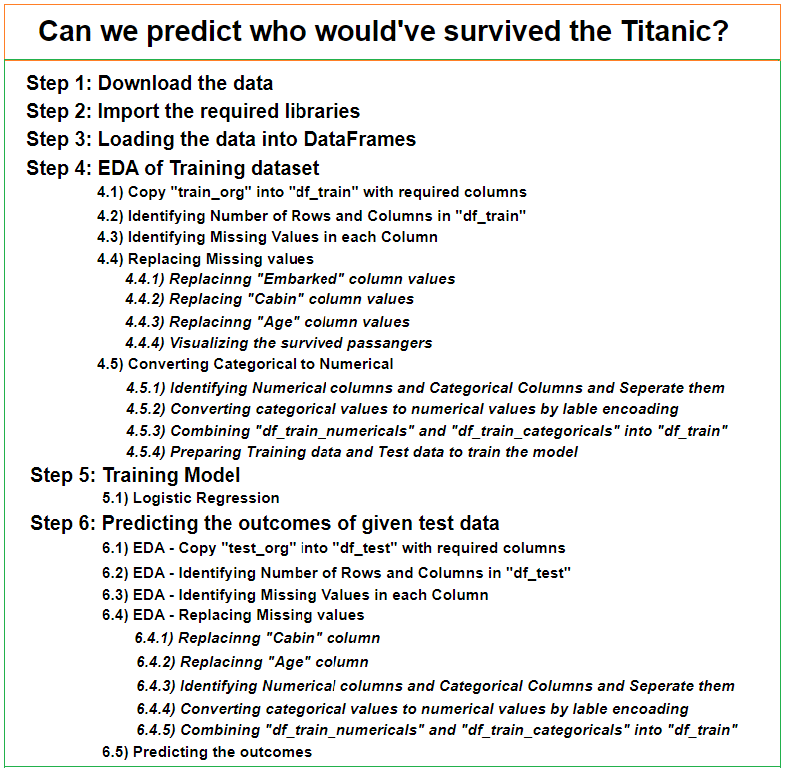 Can we predict who would've survived the Titanic?
Step 1: Download the data
Step 2: Import the required libraries
Step 3: Loading the data into DataFrames
Step 4: EDA of Training dataset
4.1) Copy "train_org" into "df_train" with required columns
4.2) Identifying Number of Rows and Columns in "df_train"
4.3) Identifying Missing Values in each Column
4.4) Replacing Missing values
4.4.1) Replacinng "Embarked" column values
4.4.2) Replacing "Cabin" column values
4.4.3) Replacinng "Age" column values
4.4.4) Visualizing the survived passangers
4.5) Converting Categorical to Numerical
4.5.1) Identifying Numerical columns and Categorical Columns and Seperate them
4.5.2) Converting categorical values to numerical values by lable encoading
4.5.3) Combining "df_train_numericals" and "df_train_categoricals" into "df_train"
4.5.4) Preparing Training data and Test data to train the model
Step 5: Training Model
5.1) Logistic Regression
Step 6: Predicting the outcomes of given test data
6.1) EDA - Copy "test_org" into "df_test" with required columns
6.2) EDA - Identifying Number of Rows and Columns in "df_test"
6.3) EDA - Identifying Missing Values in each Column
6.4) EDA - Replacing Missing values
6.4.1) Replacinng "Cabin" column
6.4.2) Replacinng "Age" column
6.4.3) Identifying Numerical columns and Categorical Columns and Seperate them
6.4.4) Converting categorical values to numerical values by lable encoading
6.4.5) Combining "df_train_numericals" and "df_train_categoricals" into "df_train"
6.5) Predicting the outcomes